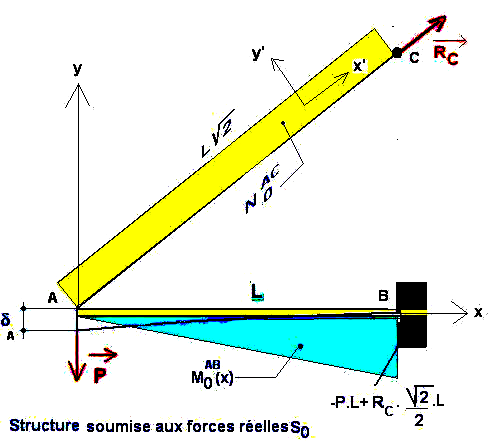 C
R_C
y
y'
x'
L√2
N_0^AC
A
L
B
x
δ_A
P
M_0^AB(x)
-P.L+ R_C . √2/2 .L
Structure soumise aux forces réelles S_0